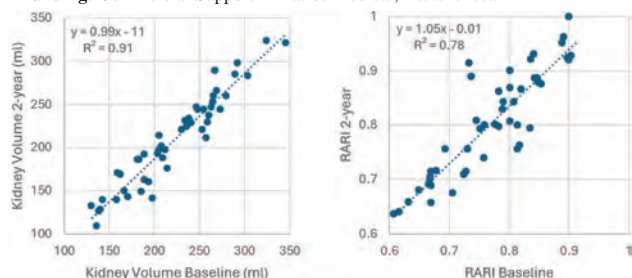 y = 0.99x - 11
R² = 0.91
Kidney Volume 2-year (ml)
350
300
250
200
150
100
100 150 200 250 300 350
Kidney Volume Baseline (ml)
y = 1.05x - 0.01
R² = 0.78
RARI 2-year
1
0.9
0.8
0.7
0.6
0.6 0.7 0.8 0.9 1
RARI Baseline